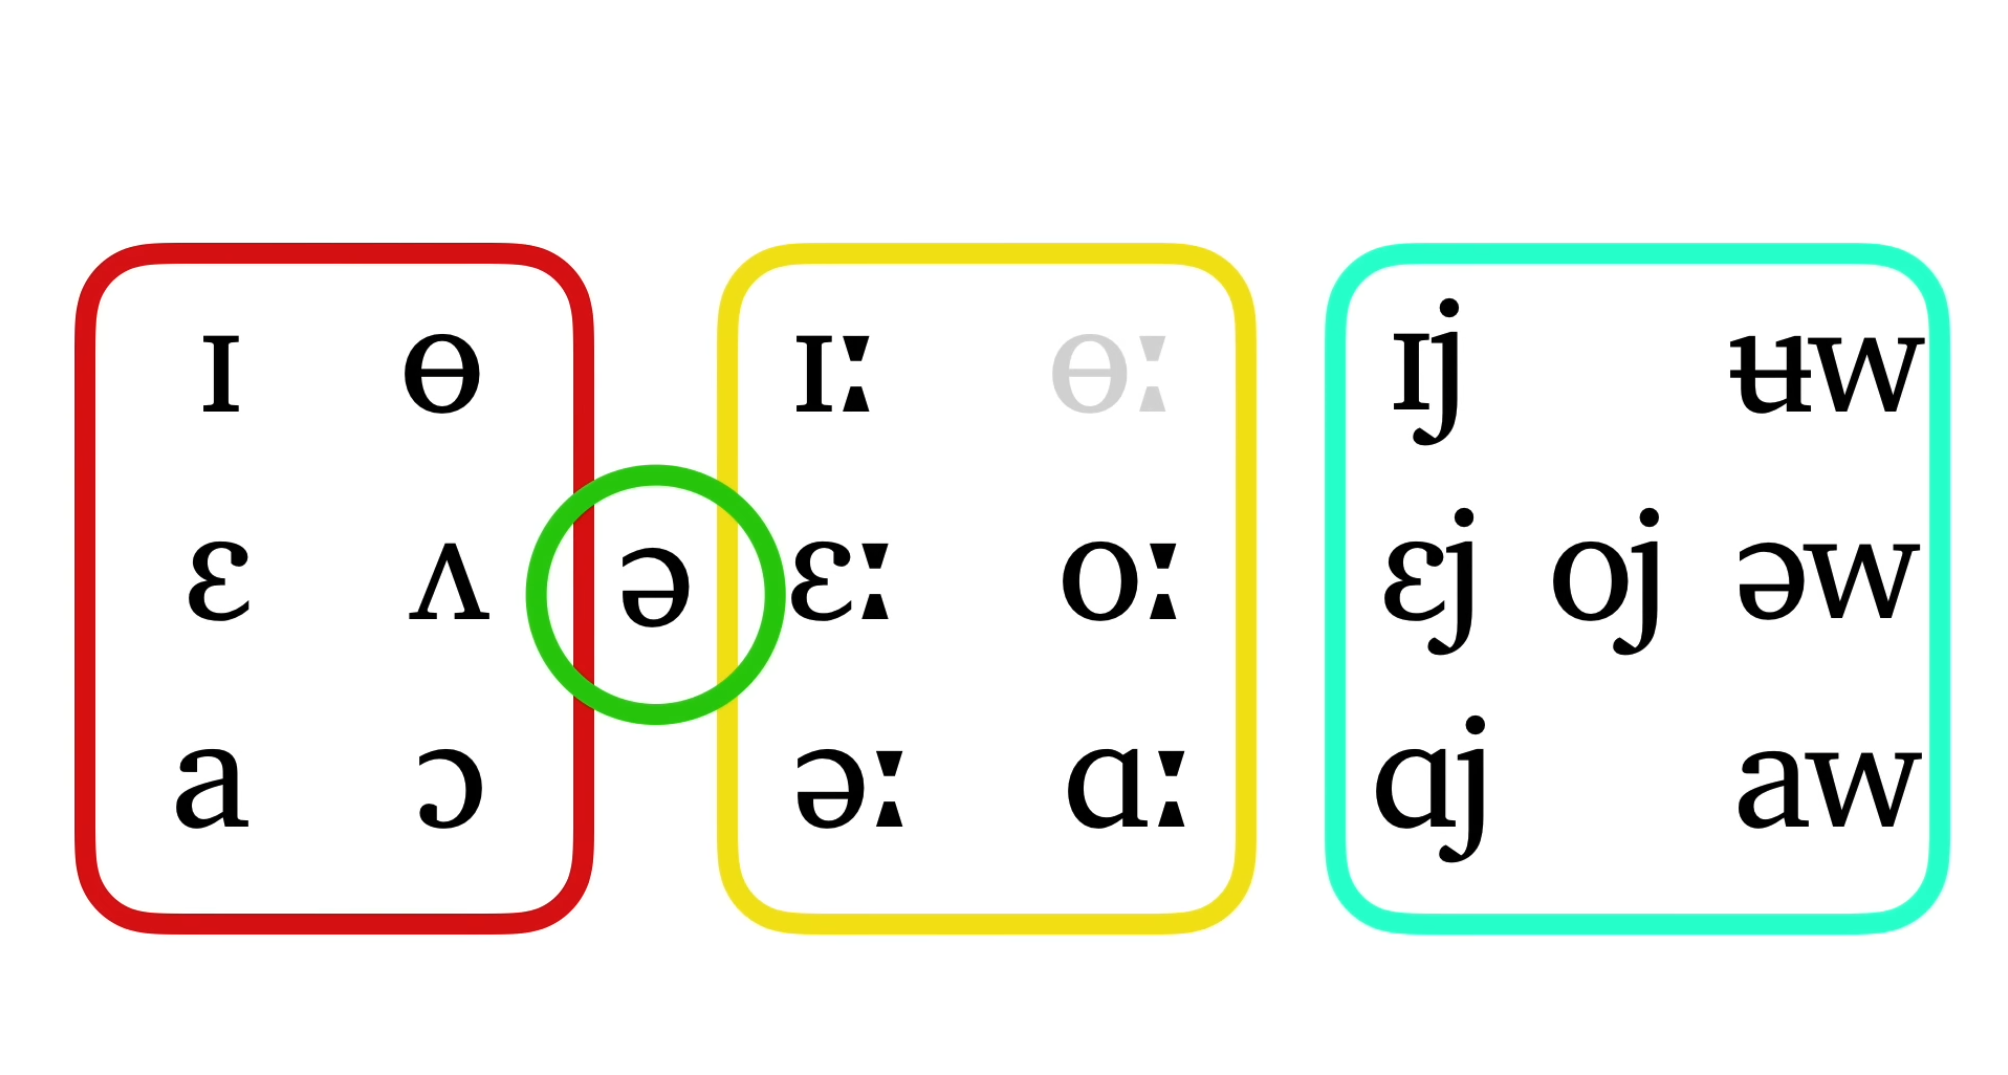 ɪ ɵ ɪː ɵː ɪj ʉw
ɛ ʌ ə ɛː oː ɛj oj əw
a ɔ əː ɑː ɑj aw